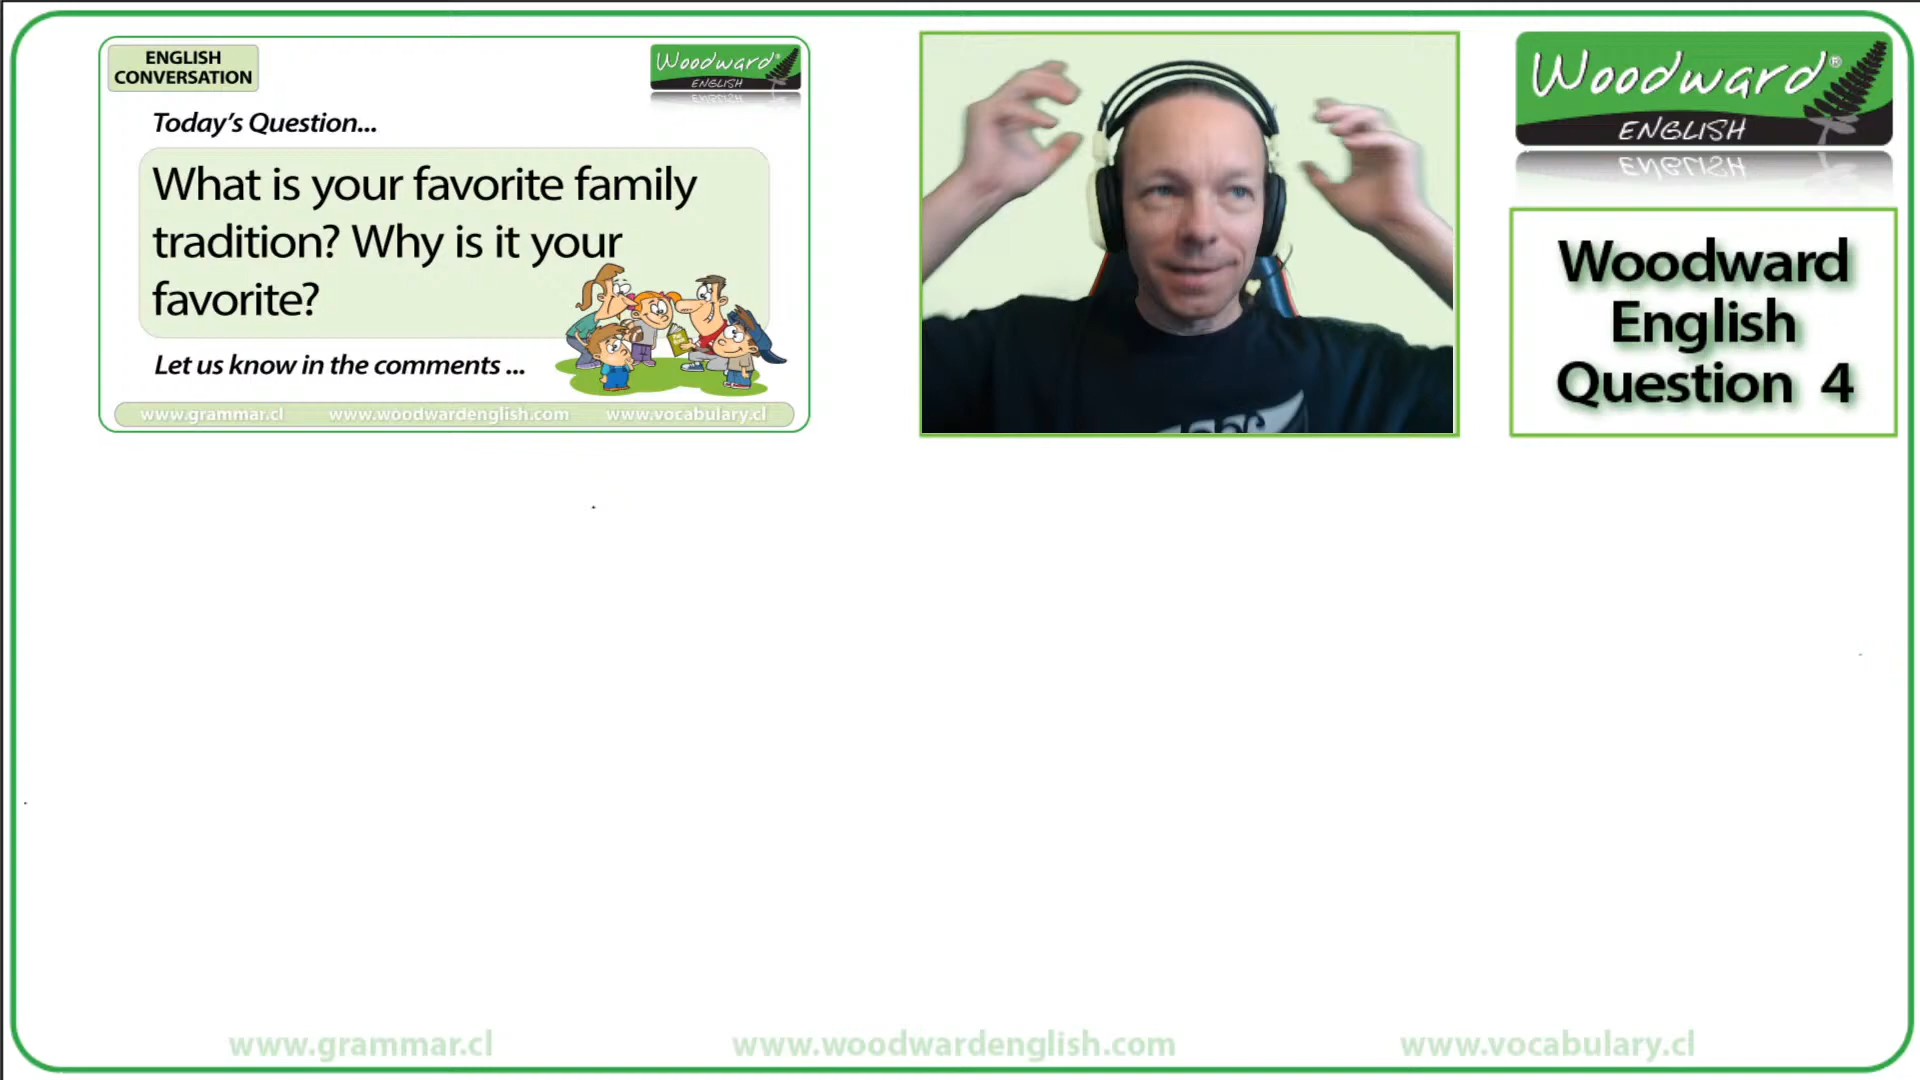 ENGLISH
CONVERSATION
Woodward
ENGLISH
Today's Question...
What is your favorite family
tradition? Why is it your
favorite?
Let us know in the comments ...
www.grammar.cl www.woodwardenglish.com www.vocabulary.cl
Woodward®
ENGLISH
Woodward
English
Question 4
www.grammar.cl www.woodwardenglish.com www.vocabulary.cl